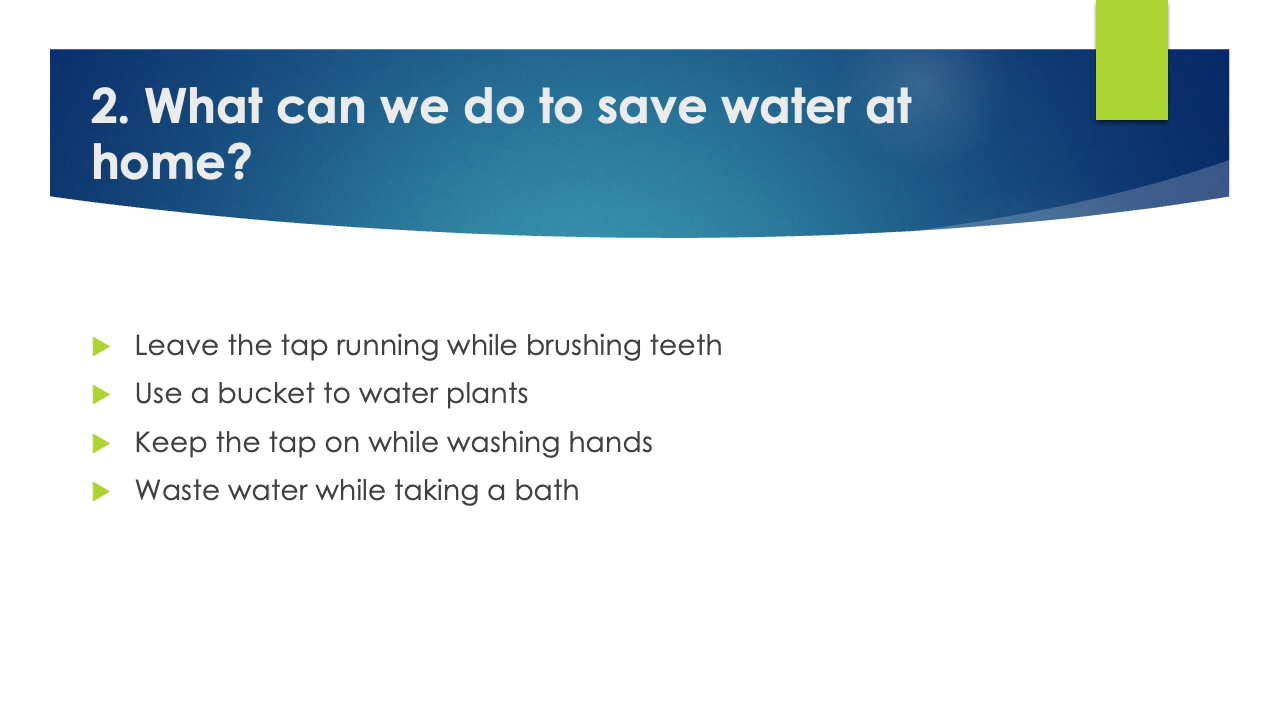 2. What can we do to save water at
home?
Leave the tap running while brushing teeth
Use a bucket to water plants
Keep the tap on while washing hands
Waste water while taking a bath